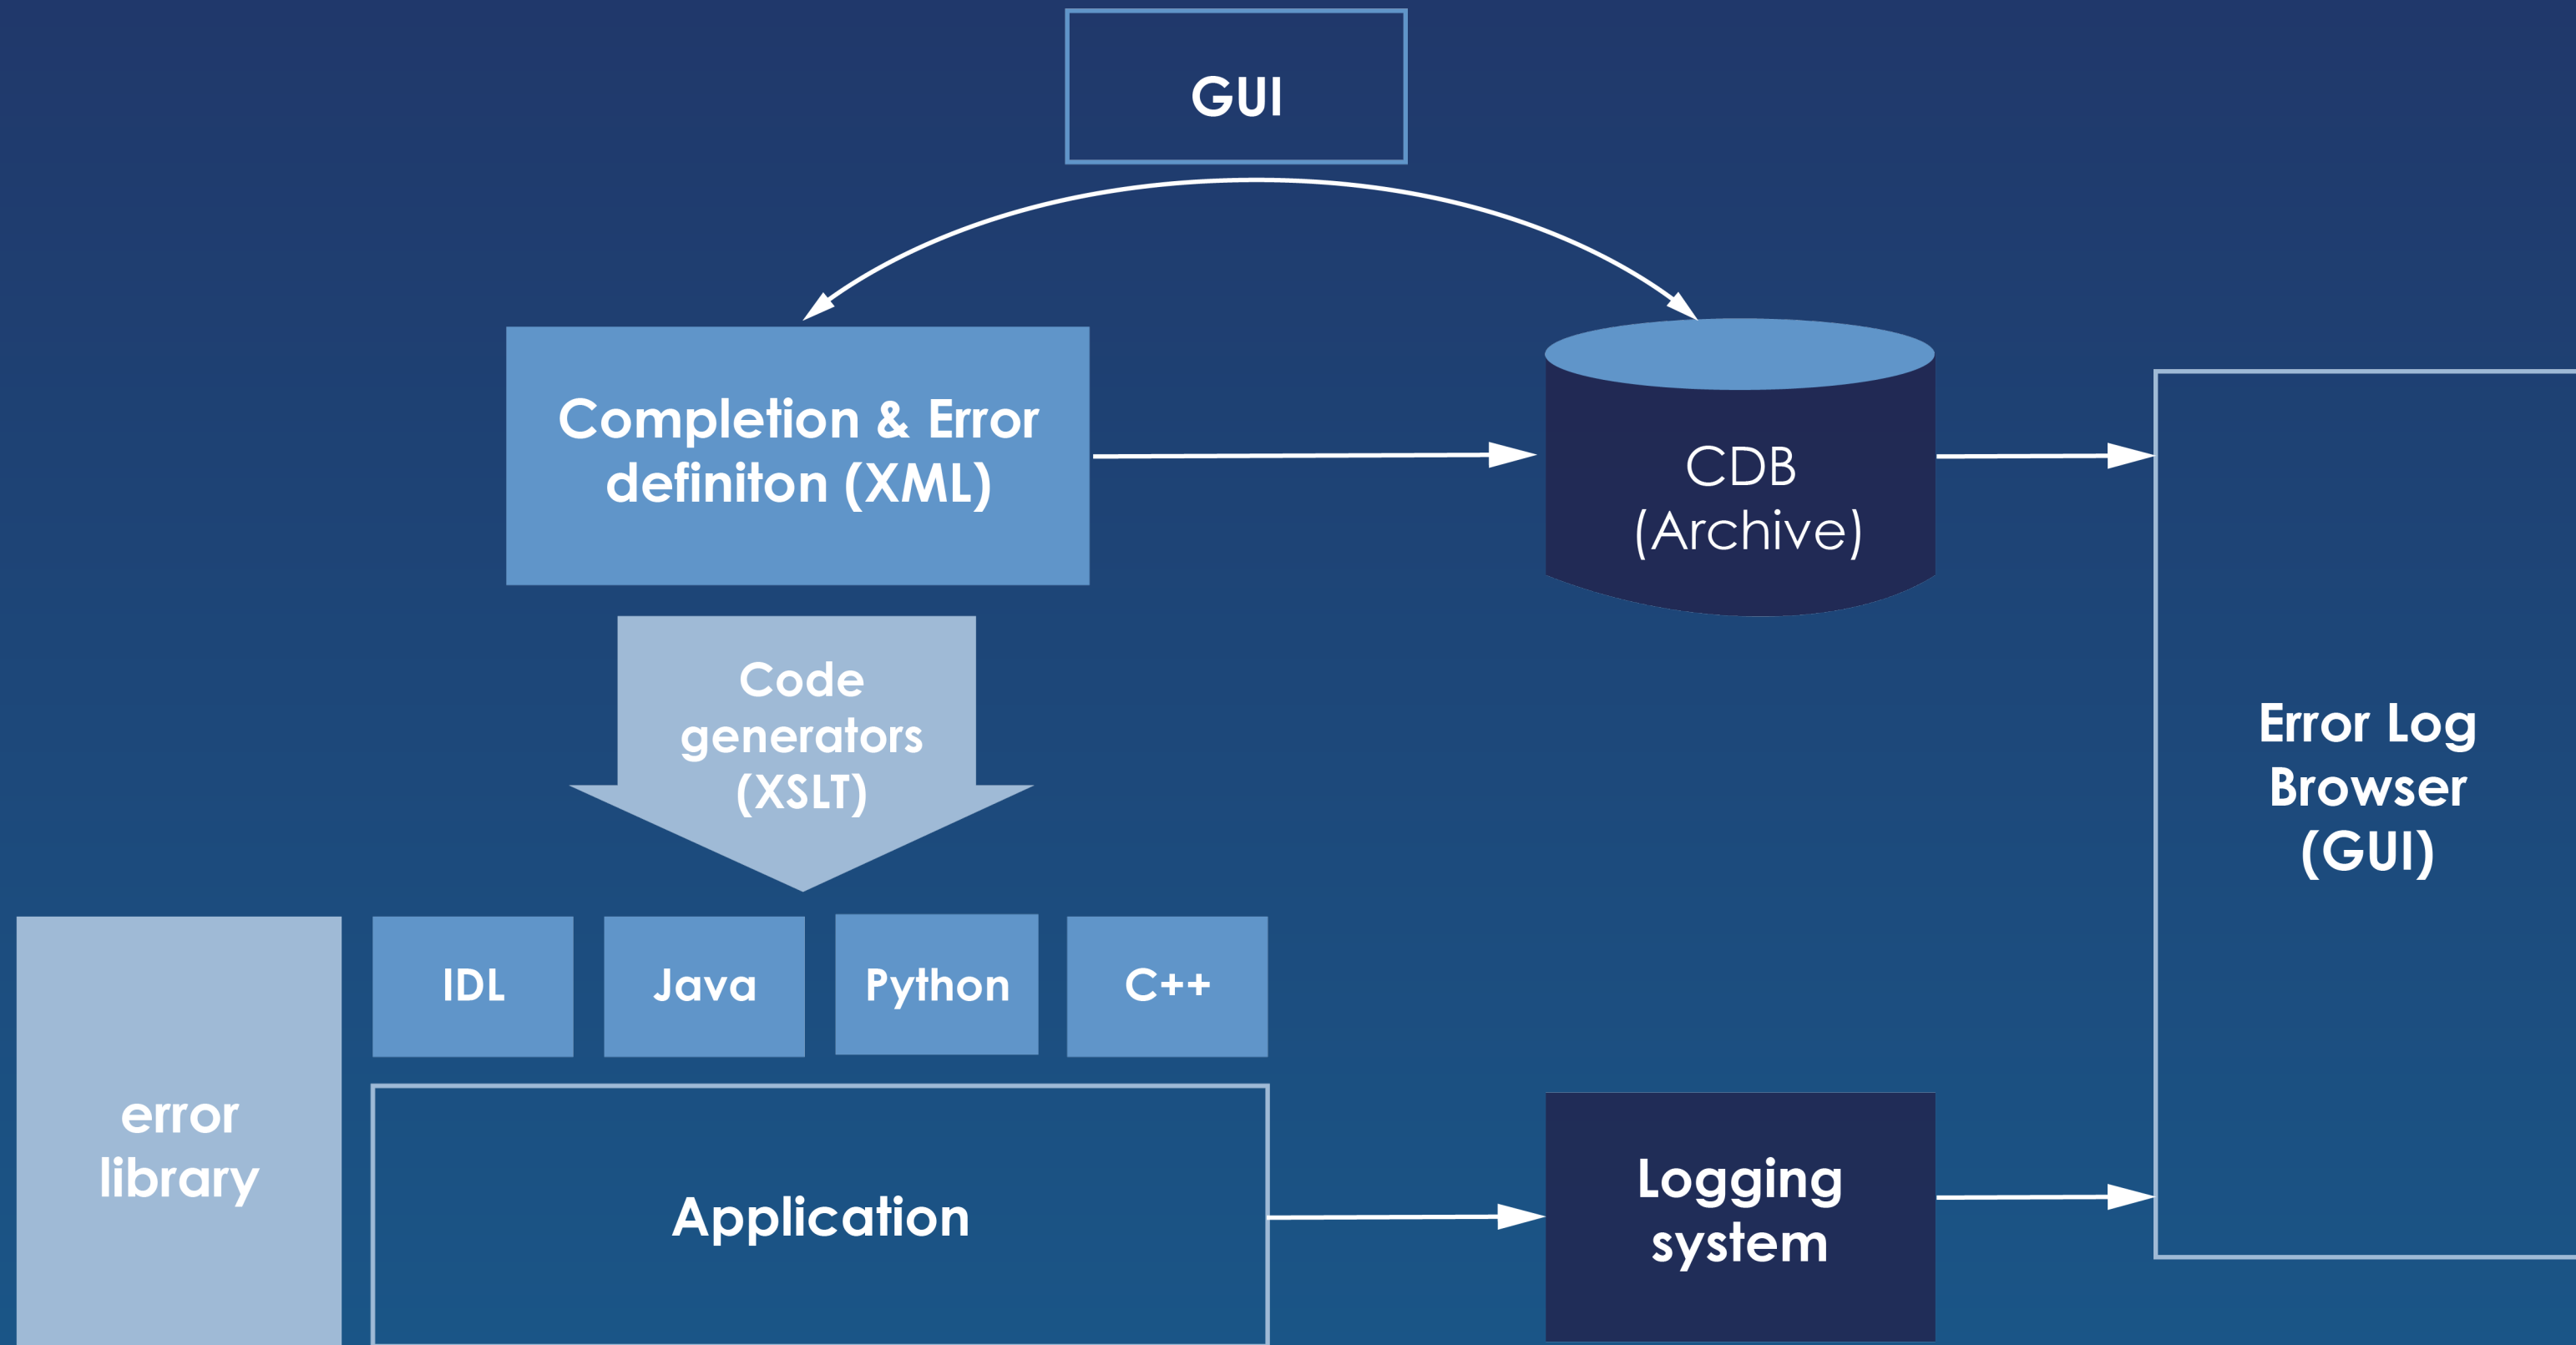 GUI
Completion & Error
definiton (XML)
CDB
(Archive)
Code
generators
(XSLT)
Error Log
Browser
(GUI)
IDL
Java
Python
C++
error
library
Application
Logging
system